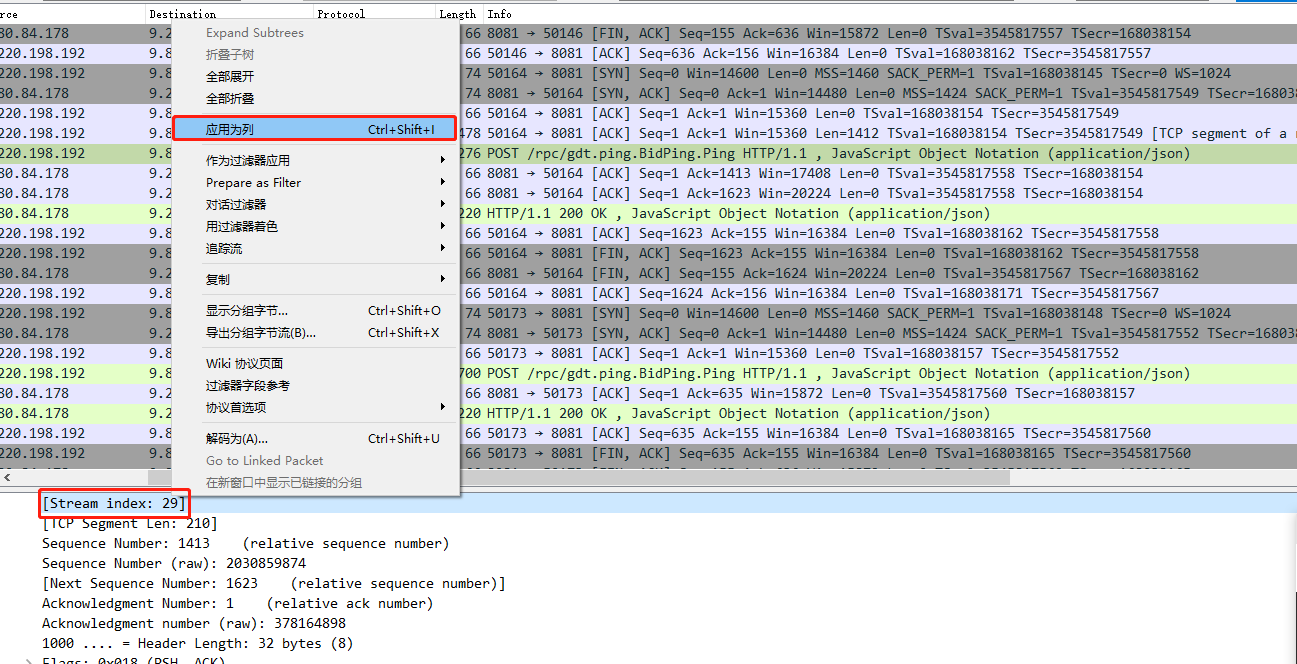 rce Destination Protocol Length Info
80.84.178 9.2 66 8081 → 50146 [FIN, ACK] Seq=155 Ack=636 Win=15872 Len=0 TSval=3545817557 TSecr=168038154
220.198.192 9.8 66 50146 → 8081 [ACK] Seq=636 Ack=156 Win=16384 Len=0 TSval=168038162 TSecr=3545817557
220.198.192 9.8 74 50164 → 8081 [SYN] Seq=0 Win=14600 Len=0 MSS=1460 SACK_PERM=1 TSval=168038145 TSecr=0 WS=1024
80.84.178 9.2 74 8081 → 50164 [SYN, ACK] Seq=0 Ack=1 Win=14480 Len=0 MSS=1424 SACK_PERM=1 TSval=3545817549 TSecr=168038
220.198.192 9.8 66 50164 → 8081 [ACK] Seq=1 Ack=1 Win=15360 Len=0 TSval=168038154 TSecr=3545817549
220.198.192 9.8 478 50164 → 8081 [ACK] Seq=1 Ack=1 Win=15360 Len=1412 TSval=168038154 TSecr=3545817549 [TCP segment of a
220.198.192 9.8 276 POST /rpc/gdt.ping.BidPing.Ping HTTP/1.1 , JavaScript Object Notation (application/json)
80.84.178 9.2 66 8081 → 50164 [ACK] Seq=1 Ack=1413 Win=17408 Len=0 TSval=3545817558 TSecr=168038154
80.84.178 9.2 66 8081 → 50164 [ACK] Seq=1 Ack=1623 Win=20224 Len=0 TSval=3545817558 TSecr=168038154
80.84.178 9.2 220 HTTP/1.1 200 OK , JavaScript Object Notation (application/json)
220.198.192 9.8 66 50164 → 8081 [ACK] Seq=1623 Ack=155 Win=16384 Len=0 TSval=168038162 TSecr=3545817558
220.198.192 9.8 66 50164 → 8081 [FIN, ACK] Seq=1623 Ack=155 Win=16384 Len=0 TSval=168038162 TSecr=3545817558
80.84.178 9.2 66 8081 → 50164 [FIN, ACK] Seq=155 Ack=1624 Win=20224 Len=0 TSval=3545817567 TSecr=168038162
220.198.192 9.8 66 50164 → 8081 [ACK] Seq=1624 Ack=156 Win=16384 Len=0 TSval=168038171 TSecr=3545817567
220.198.192 9.8 74 50173 → 8081 [SYN] Seq=0 Win=14600 Len=0 MSS=1460 SACK_PERM=1 TSval=168038148 TSecr=0 WS=1024
80.84.178 9.2 74 8081 → 50173 [SYN, ACK] Seq=0 Ack=1 Win=14480 Len=0 MSS=1424 SACK_PERM=1 TSval=3545817552 TSecr=168038
220.198.192 9.8 66 50173 → 8081 [ACK] Seq=1 Ack=1 Win=15360 Len=0 TSval=168038157 TSecr=3545817552
220.198.192 9.8 700 POST /rpc/gdt.ping.BidPing.Ping HTTP/1.1 , JavaScript Object Notation (application/json)
80.84.178 9.2 66 8081 → 50173 [ACK] Seq=1 Ack=635 Win=15872 Len=0 TSval=3545817560 TSecr=168038157
80.84.178 9.2 220 HTTP/1.1 200 OK , JavaScript Object Notation (application/json)
220.198.192 9.8 66 50173 → 8081 [ACK] Seq=635 Ack=155 Win=16384 Len=0 TSval=168038165 TSecr=3545817560
220.198.192 9.8 66 50173 → 8081 [FIN, ACK] Seq=635 Ack=155 Win=16384 Len=0 TSval=168038165 TSecr=3545817560
Expand Subtrees
折叠子树
全部展开
全部折叠
应用为列 Ctrl+Shift+I
作为过滤器应用
Prepare as Filter
对话过滤器
用过滤器着色
追踪流
复制
显示分组字节... Ctrl+Shift+O
导出分组字节流(B)... Ctrl+Shift+X
Wiki 协议页面
过滤器字段参考
协议首选项
解码为(A)... Ctrl+Shift+U
Go to Linked Packet
在新窗口中显示已链接的分组
[Stream index: 29]
[TCP Segment Len: 210]
Sequence Number: 1413 (relative sequence number)
Sequence Number (raw): 2030859874
[Next Sequence Number: 1623 (relative sequence number)]
Acknowledgment Number: 1 (relative ack number)
Acknowledgment number (raw): 378164898
1000 .... = Header Length: 32 bytes (8)
Flags: 0x018 (PSH, ACK)